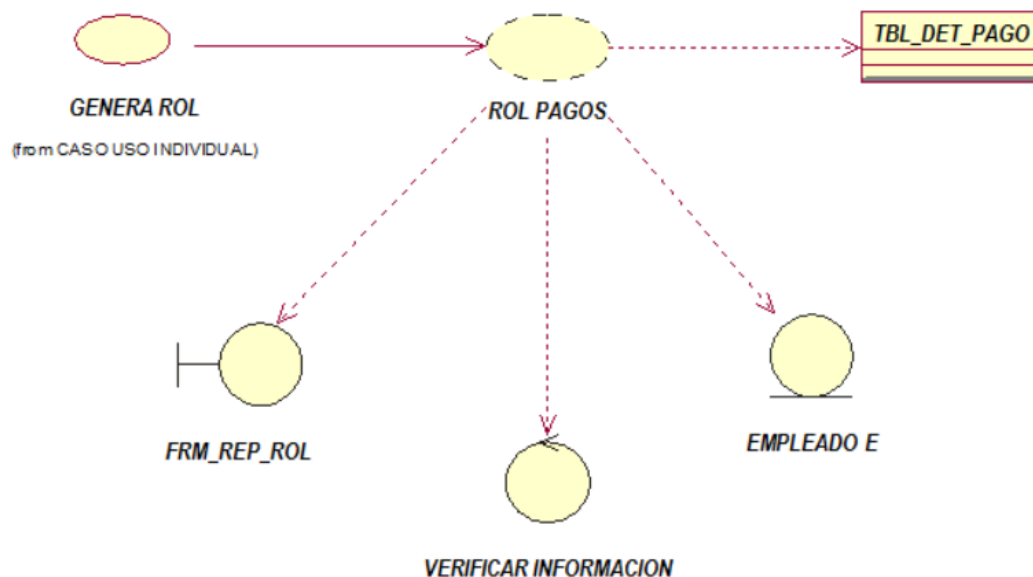 TBL_DET_PAGO
GENERA ROL
ROL PAGOS
(from CASO USO INDIVIDUAL)
FRM_REP_ROL
EMPLEADO E
VERIFICAR INFORMACION